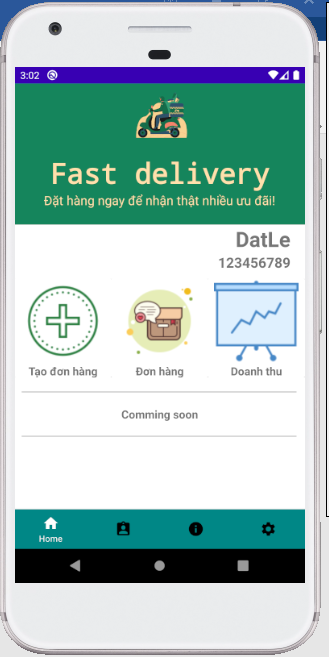 3:02
Fast delivery
Đặt hàng ngay để nhận thật nhiều ưu đãi!
DatLe
123456789
Tạo đơn hàng
Đơn hàng
Doanh thu
Comming soon
Home